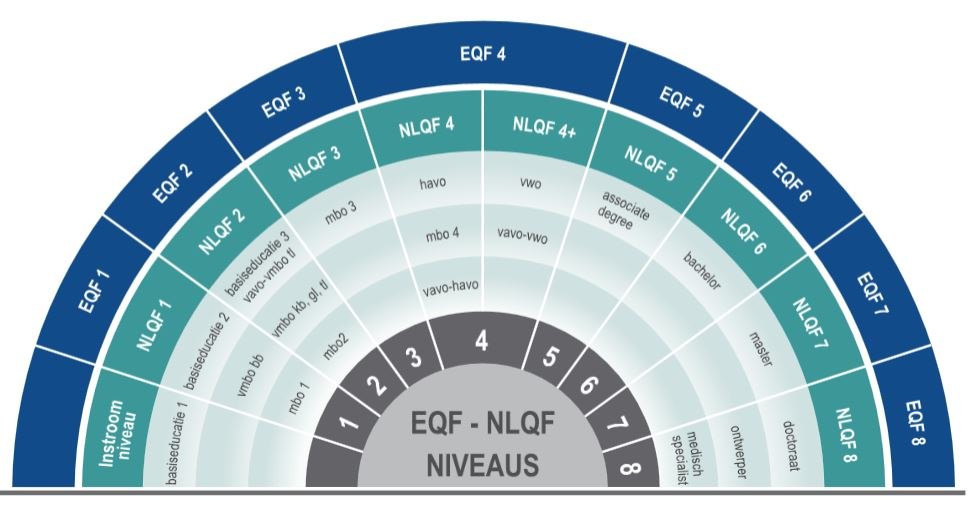 EQF 1
EQF 2
EQF 3
EQF 4
EQF 5
EQF 6
EQF 7
EQF 8
Instroom
niveau
NLQF 1
NLQF 2
NLQF 3
NLQF 4
NLQF 4+
NLQF 5
NLQF 6
NLQF 7
NLQF 8
basiseducatie 1
basiseducatie 2
vmbo bb
mbo 1
basiseducatie 3
vavo-vmbo tl
vmbo kb, gl, tl
mbo2
mbo 3
havo
mbo 4
vavo-havo
vwo
vavo-vwo
associate
degree
bachelor
master
doctoraat
ontwerper
medisch
specialist
1
2
3
4
5
6
7
8
EQF - NLQF
NIVEAUS